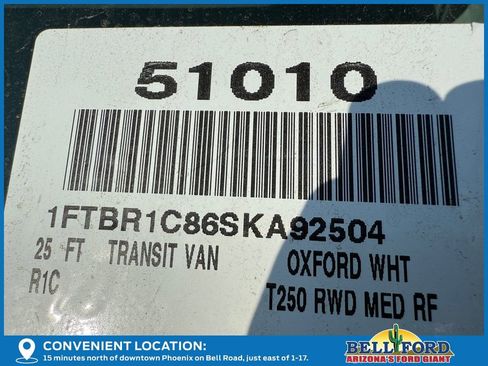 51010
1FTBR1C86SKA92504
25 FT TRANSIT VAN OXFORD WHT
R1C T250 RWD MED RF
CONVENIENT LOCATION:
15 minutes north of downtown Phoenix on Bell Road, just east of 1-17.
BELL FORD
ARIZONA'S FORD GIANT